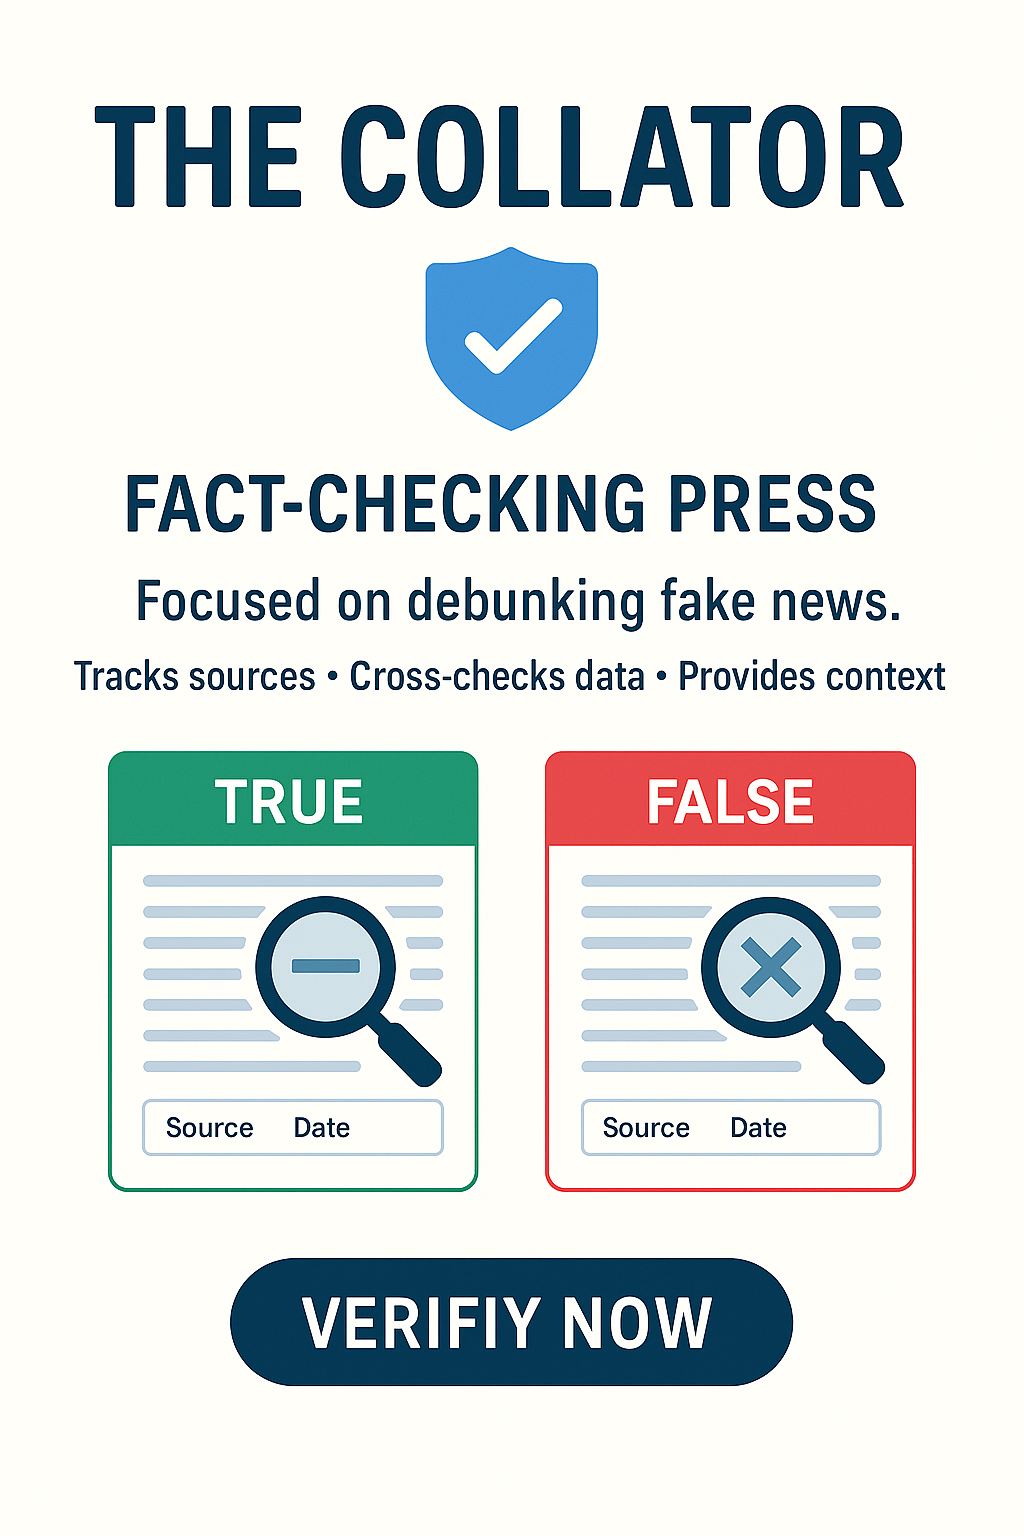 THE COLLATOR
FACT-CHECKING PRESS
Focused on debunking fake news.
Tracks sources • Cross-checks data • Provides context
TRUE
Source Date
FALSE
Source Date
VERIFIY NOW